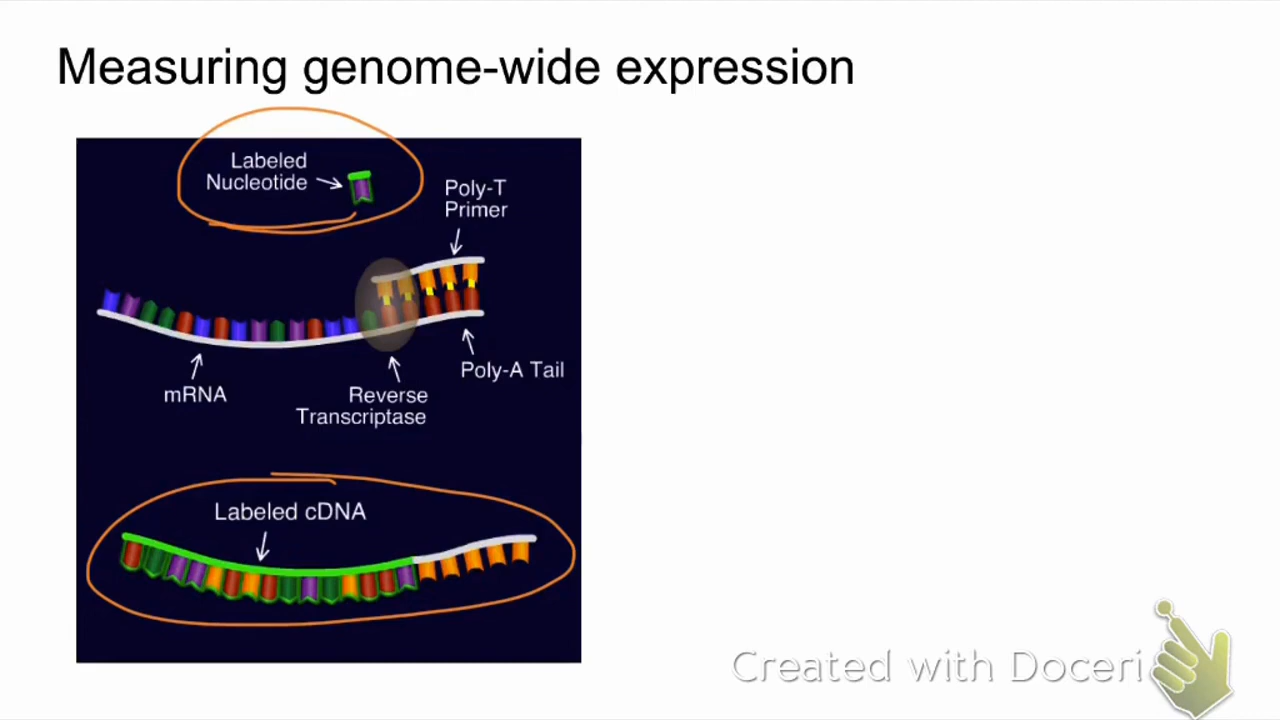 Measuring genome-wide expression
Labeled
Nucleotide
Poly-T
Primer
Poly-A Tail
mRNA
Reverse
Transcriptase
Labeled cDNA
Created with Doceri